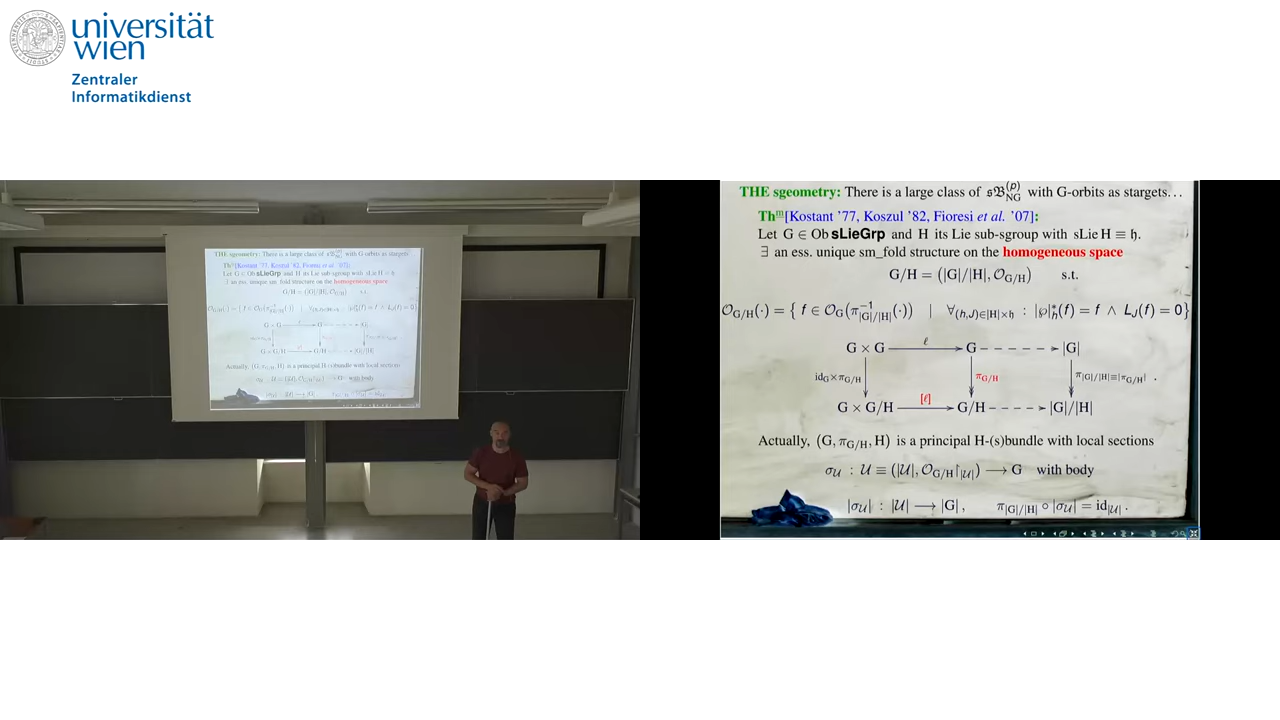 universität
wien
Zentraler
Informatikdienst
THE sgeometry: There is a large class of 𝔰𝔅_NG^(p) with G-orbits as stargets…
Thm[Kostant '77, Koszul '82, Fioresi et al. '07]:
Let G ∈ Ob sLieGrp and H its Lie sub-sgroup with sLie H ≡ 𝔥.
∃ an ess. unique sm_fold structure on the homogeneous space
G/H = (|G|/|H|, 𝒪_G/H) s.t.
𝒪_G/H(·) = { f ∈ 𝒪_G(π⁻¹_|G|/|H|(·)) | ∀_(h,J)∈|H|×𝔥 : |℘|*_h(f) = f ∧ L_J(f) = 0 }
G × G ℓ G |G|
id_G×π_G/H π_G/H π_|G|/|H|≡|π_G/H| .
G × G/H [ℓ] G/H |G|/|H|
Actually, (G, π_G/H, H) is a principal H-(s)bundle with local sections
σ_𝒰 : 𝒰 ≡ (|𝒰|, 𝒪_G/H↾_|𝒰|) ⟶ G with body
|σ_𝒰| : |𝒰| ⟶ |G| , π_|G|/|H| ∘ |σ_𝒰| = id_|𝒰| .